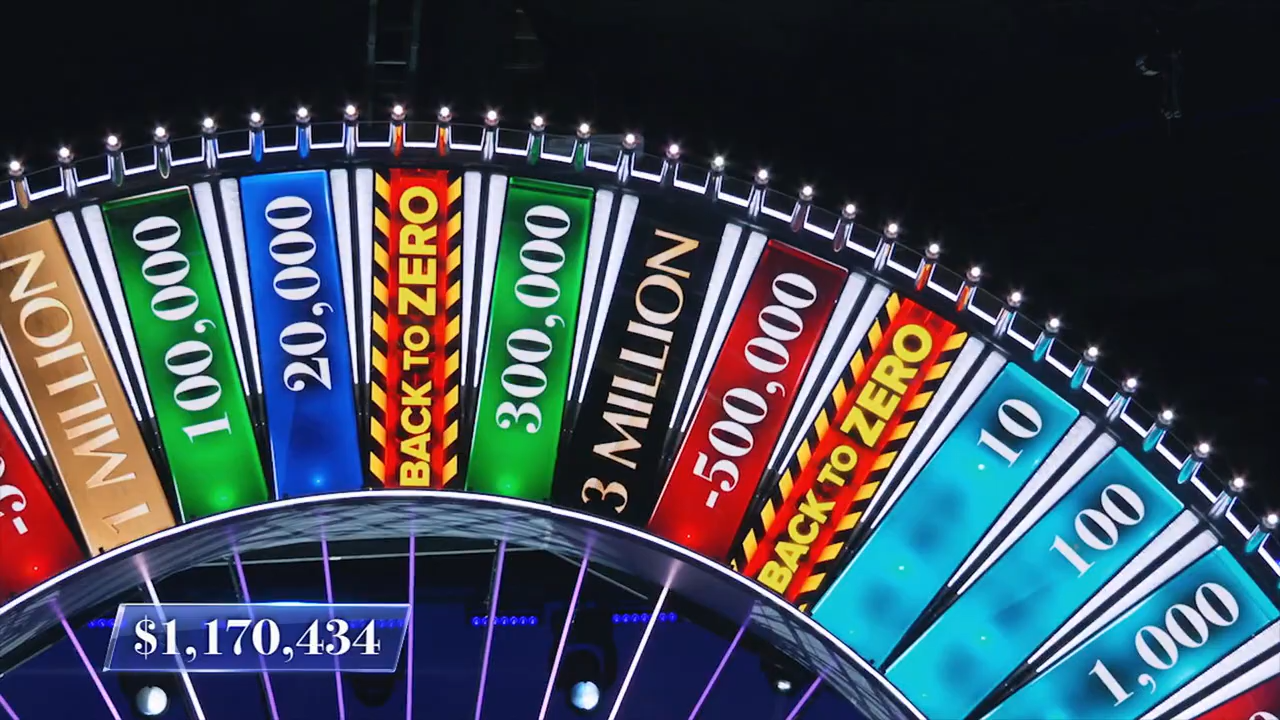 1 MILLION
100,000
20,000
BACK TO ZERO
300,000
3 MILLION
-500,000
BACK TO ZERO
10
100
1,000
$1,170,434